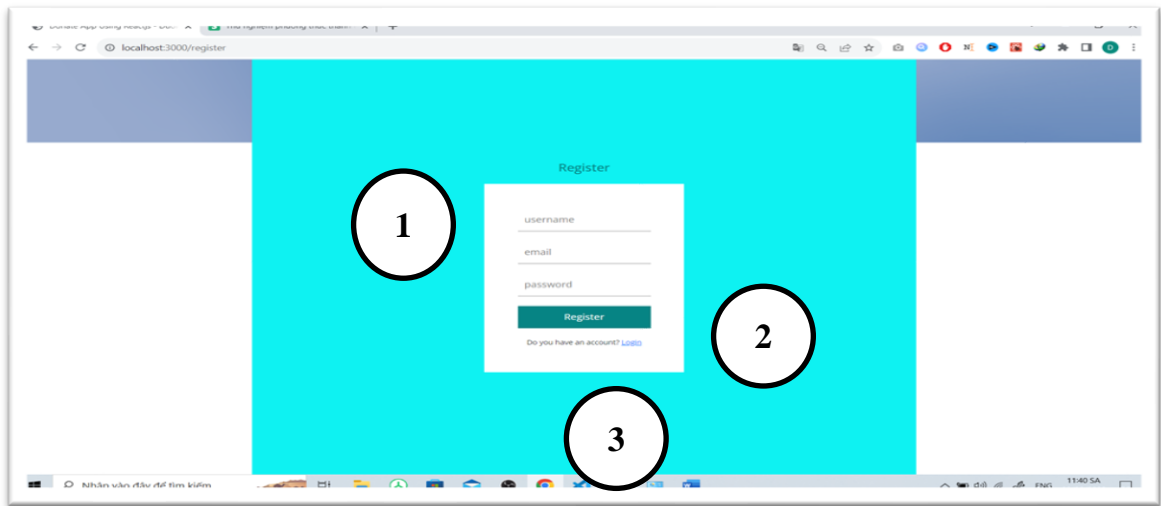 localhost:3000/register
D
Register
1
username
email
password
Register
2
Do you have an account? Login
3
Nhập vào đây để tìm kiếm
ENG
11:40 SA